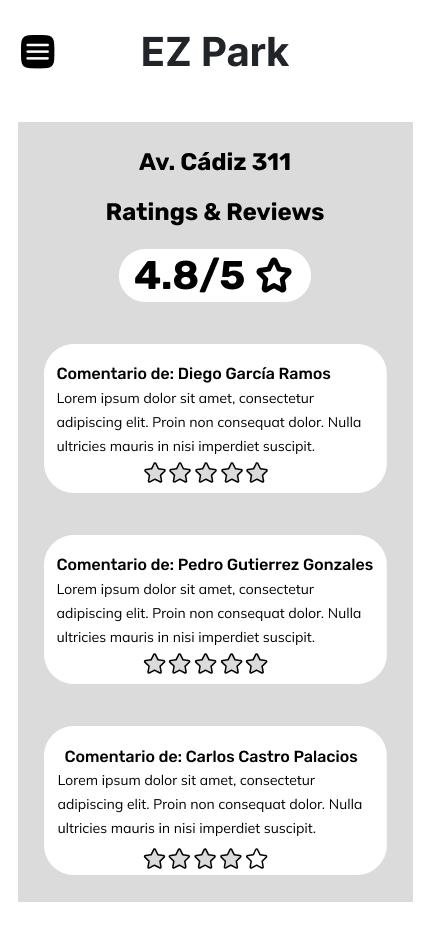 EZ Park
Av. Cádiz 311
Ratings & Reviews
4.8/5
Comentario de: Diego García Ramos
Lorem ipsum dolor sit amet, consectetur
adipiscing elit. Proin non consequat dolor. Nulla
ultricies mauris in nisi imperdiet suscipit.
Comentario de: Pedro Gutierrez Gonzales
Lorem ipsum dolor sit amet, consectetur
adipiscing elit. Proin non consequat dolor. Nulla
ultricies mauris in nisi imperdiet suscipit.
Comentario de: Carlos Castro Palacios
Lorem ipsum dolor sit amet, consectetur
adipiscing elit. Proin non consequat dolor. Nulla
ultricies mauris in nisi imperdiet suscipit.